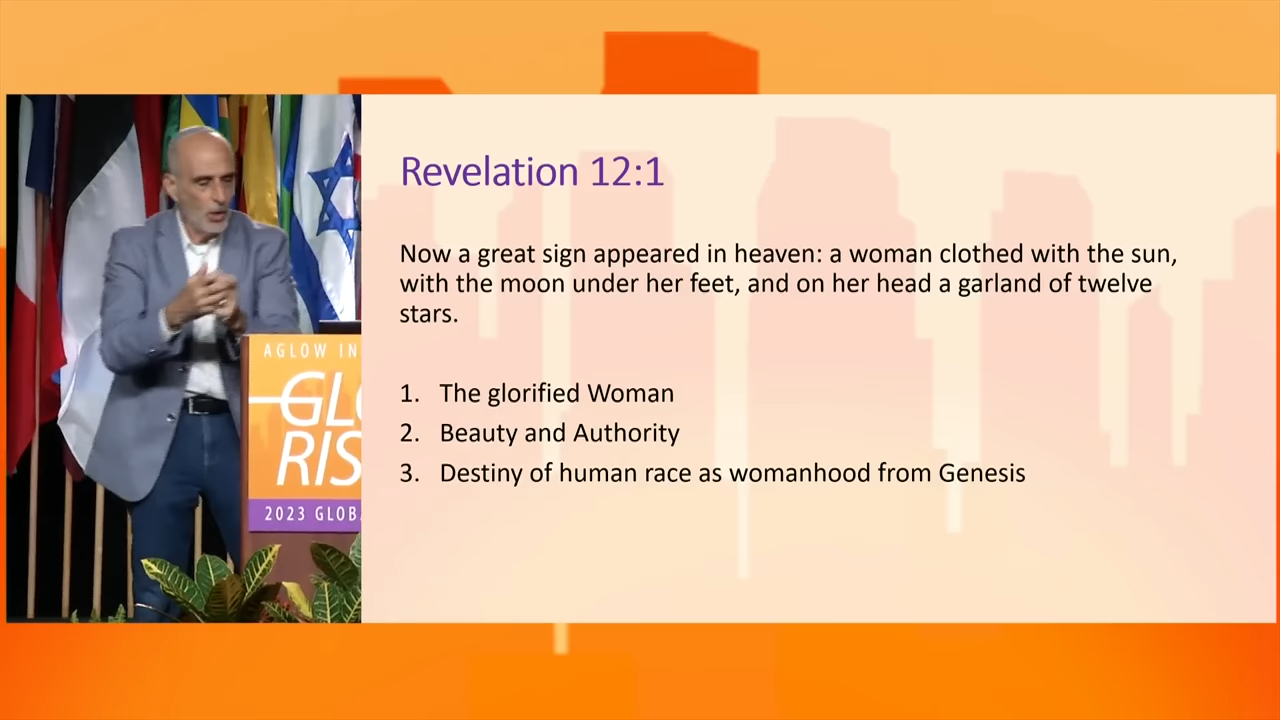 AGLOW IN
GLO
RIS
2023 GLOBA
Revelation 12:1
Now a great sign appeared in heaven: a woman clothed with the sun,
with the moon under her feet, and on her head a garland of twelve
stars.
1. The glorified Woman
2. Beauty and Authority
3. Destiny of human race as womanhood from Genesis